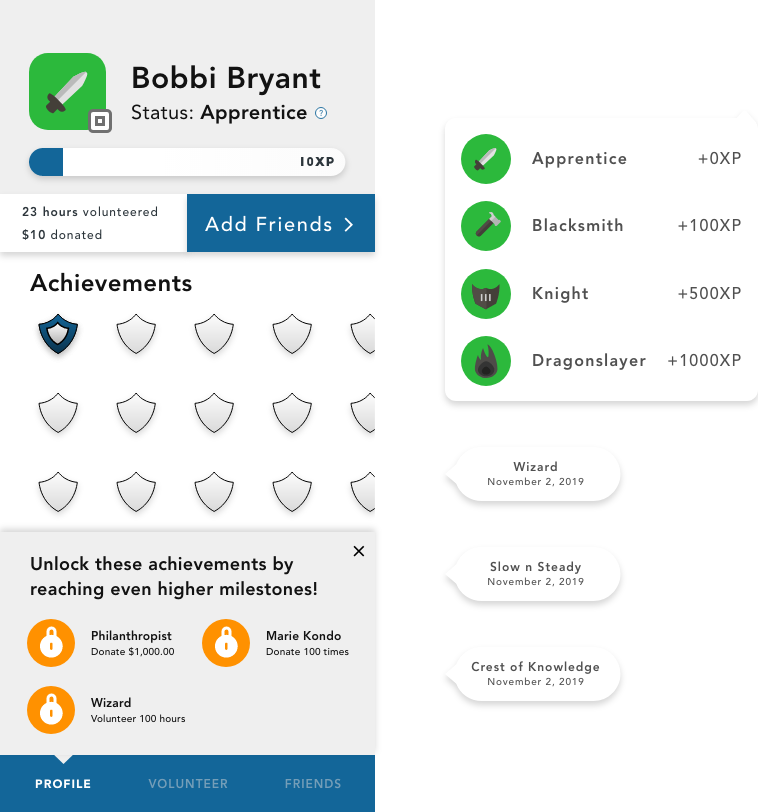 Bobbi Bryant
Status: Apprentice ?
10XP
23 hours volunteered
$10 donated
Add Friends
Achievements
Unlock these achievements by
reaching even higher milestones!
Philanthropist
Donate $1,000.00
Marie Kondo
Donate 100 times
Wizard
Volunteer 100 hours
PROFILE VOLUNTEER FRIENDS
Apprentice +0XP
Blacksmith +100XP
Knight +500XP
Dragonslayer +1000XP
Wizard
November 2, 2019
Slow n Steady
November 2, 2019
Crest of Knowledge
November 2, 2019